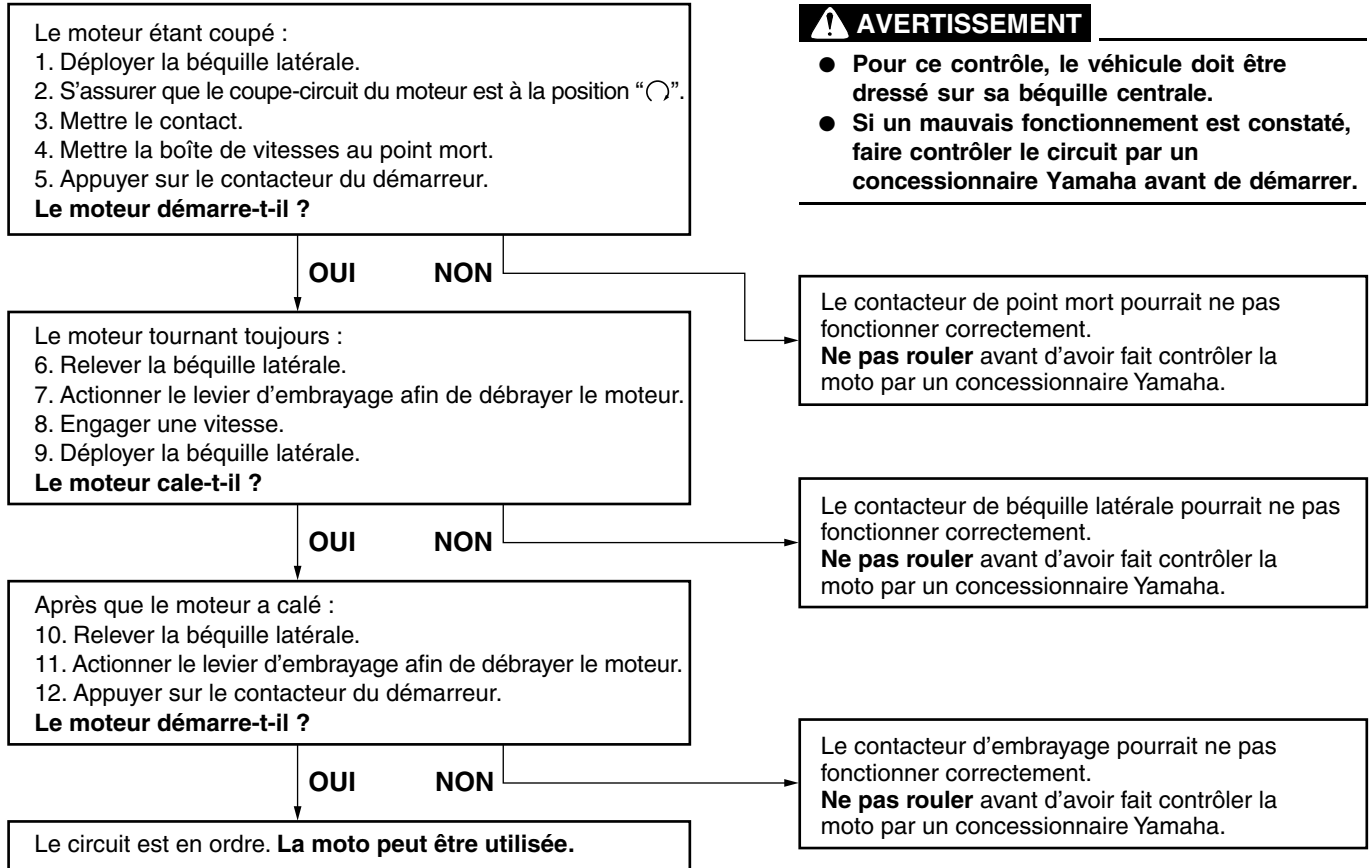 Le moteur étant coupé :
1. Déployer la béquille latérale.
2. S'assurer que le coupe-circuit du moteur est à la position “○”.
3. Mettre le contact.
4. Mettre la boîte de vitesses au point mort.
5. Appuyer sur le contacteur du démarreur.
Le moteur démarre-t-il ?
AVERTISSEMENT
● Pour ce contrôle, le véhicule doit être
dressé sur sa béquille centrale.
● Si un mauvais fonctionnement est constaté,
faire contrôler le circuit par un
concessionnaire Yamaha avant de démarrer.
OUI NON
Le contacteur de point mort pourrait ne pas
fonctionner correctement.
Ne pas rouler avant d'avoir fait contrôler la
moto par un concessionnaire Yamaha.
Le moteur tournant toujours :
6. Relever la béquille latérale.
7. Actionner le levier d'embrayage afin de débrayer le moteur.
8. Engager une vitesse.
9. Déployer la béquille latérale.
Le moteur cale-t-il ?
OUI NON
Le contacteur de béquille latérale pourrait ne pas
fonctionner correctement.
Ne pas rouler avant d'avoir fait contrôler la
moto par un concessionnaire Yamaha.
Après que le moteur a calé :
10. Relever la béquille latérale.
11. Actionner le levier d'embrayage afin de débrayer le moteur.
12. Appuyer sur le contacteur du démarreur.
Le moteur démarre-t-il ?
OUI NON
Le contacteur d'embrayage pourrait ne pas
fonctionner correctement.
Ne pas rouler avant d'avoir fait contrôler la
moto par un concessionnaire Yamaha.
Le circuit est en ordre. La moto peut être utilisée.